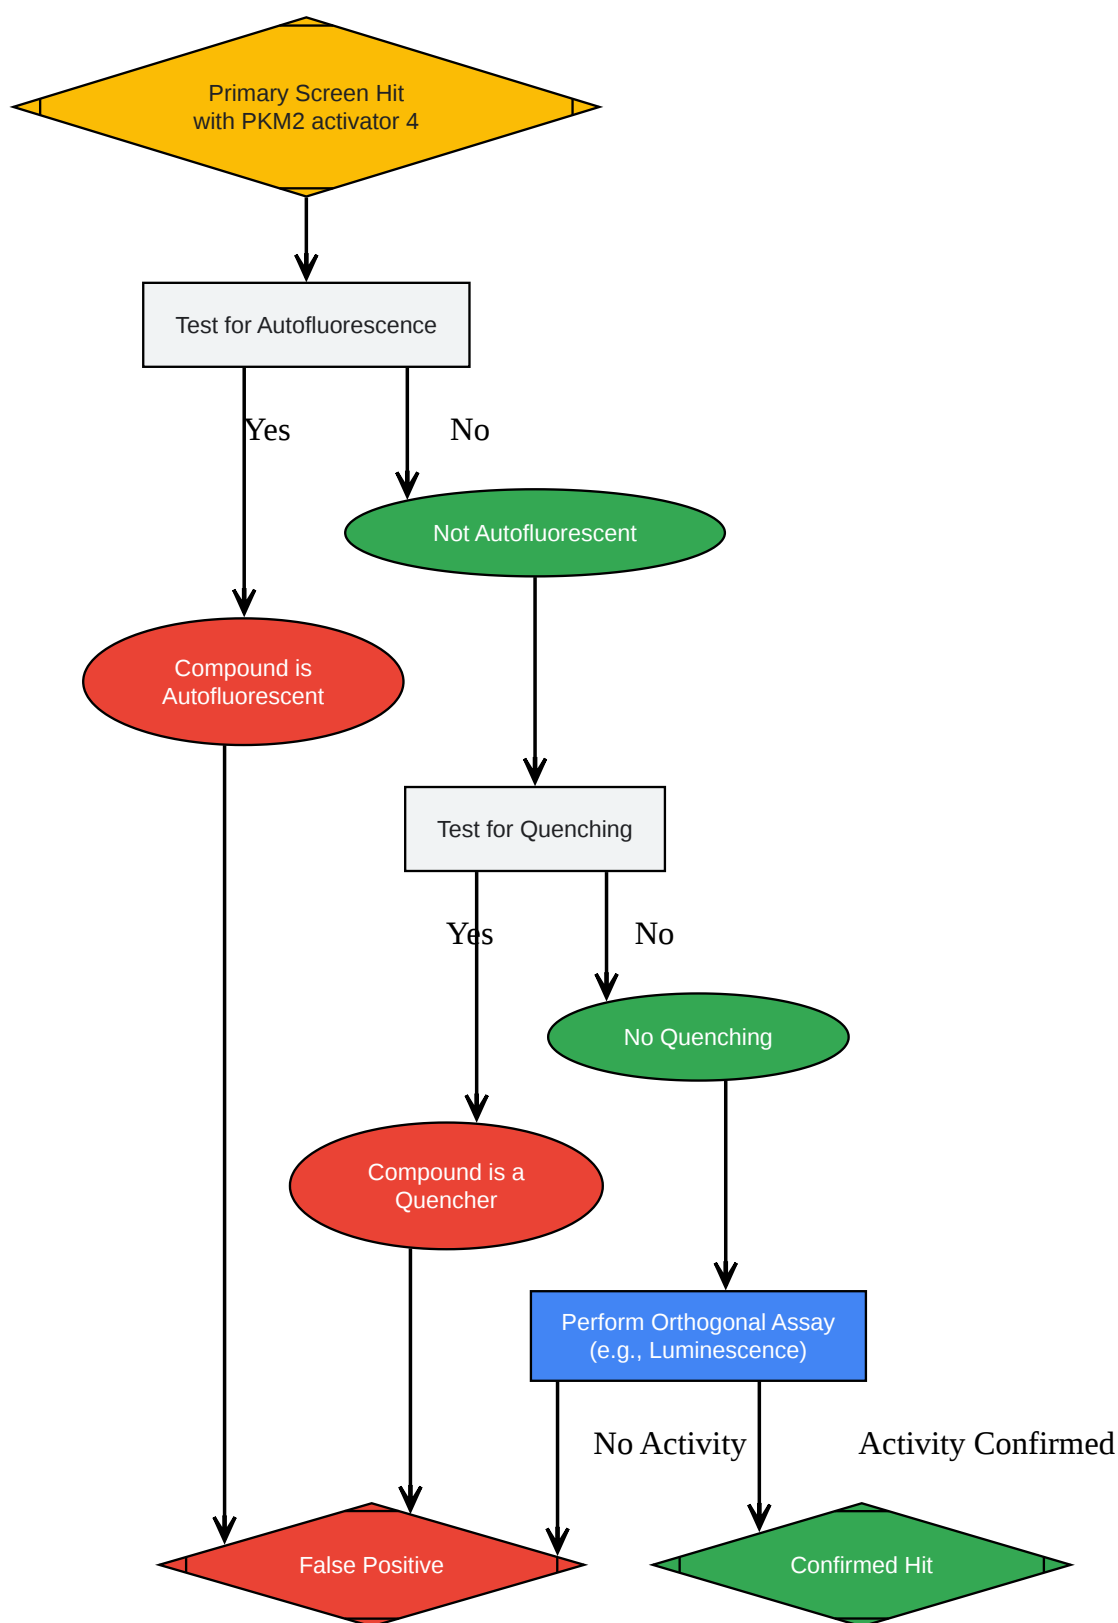 Primary Screen Hit
with PKM2 activator 4
Test for Autofluorescence
Yes
No
Not Autofluorescent
Compound is
Autofluorescent
Test for Quenching
Yes
No
No Quenching
Compound is a
Quencher
Perform Orthogonal Assay
(e.g., Luminescence)
No Activity
Activity Confirmed
False Positive
Confirmed Hit